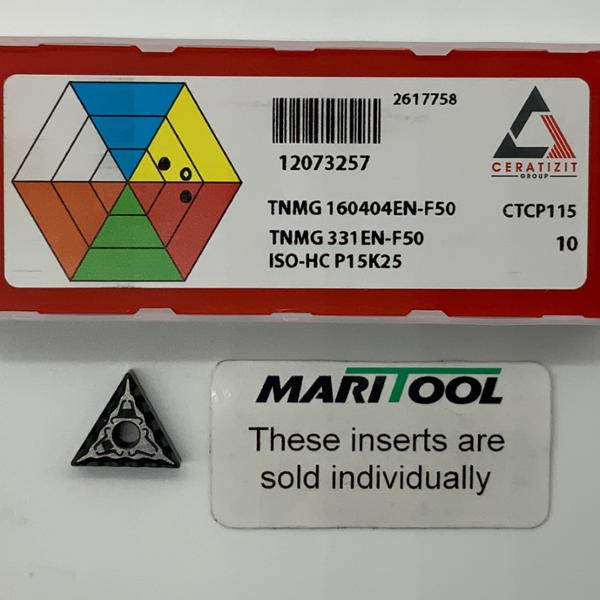 2617758
12073257
CERATIZIT
GROUP
TNMG 160404EN-F50
CTCP115
TNMG 331EN-F50
10
ISO-HC P15K25
MARITOOL
These inserts are
sold individually